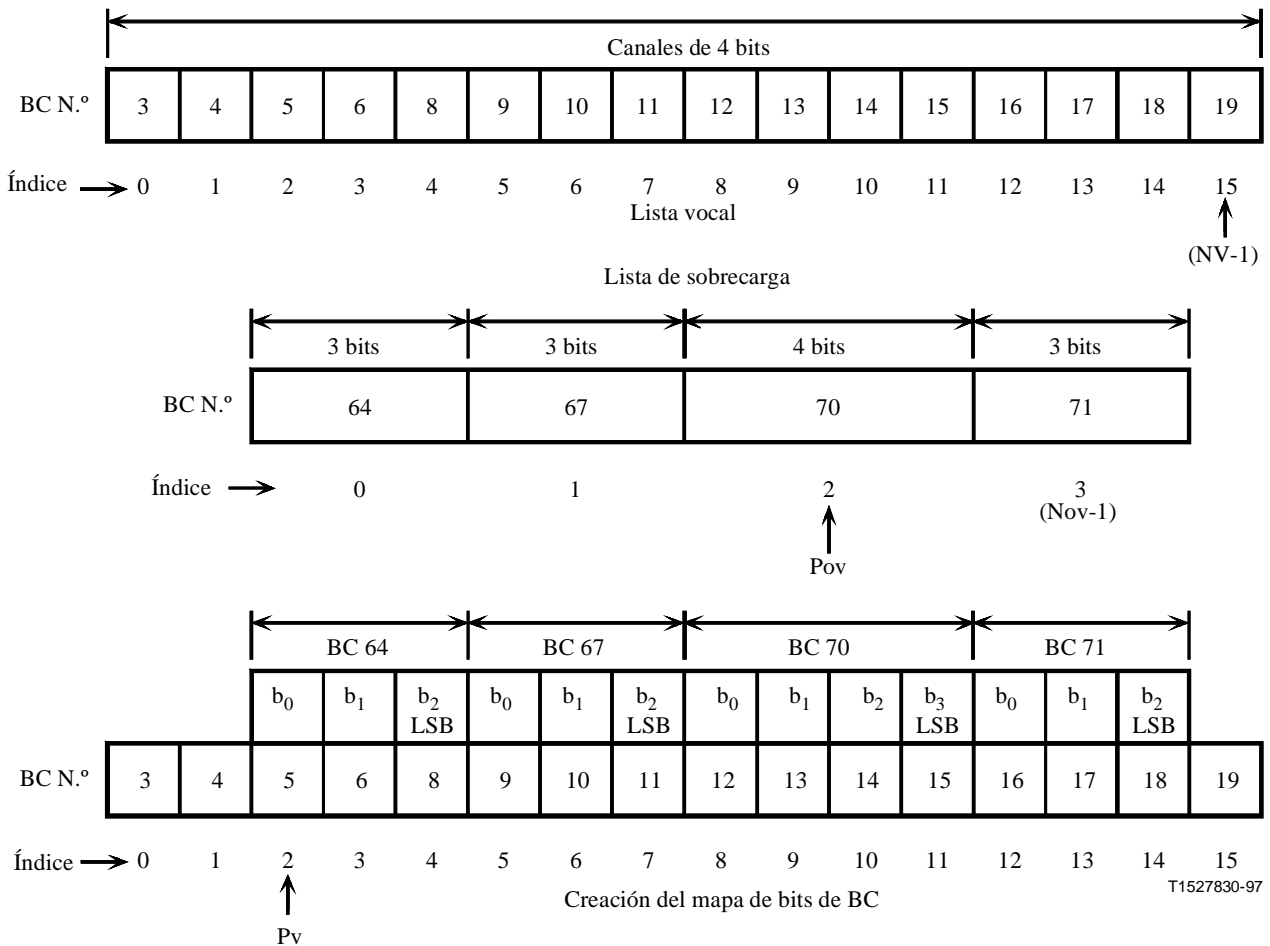 Canales de 4 bits
BC N.º 3 4 5 6 8 9 10 11 12 13 14 15 16 17 18 19
Índice 0 1 2 3 4 5 6 7 8 9 10 11 12 13 14 15
Lista vocal
(NV-1)
Lista de sobrecarga
3 bits 3 bits 4 bits 3 bits
BC N.º 64 67 70 71
Índice 0 1 2 3
(Nov-1)
Pov
BC 64 BC 67 BC 70 BC 71
b0 b1 b2 b0 b1 b2 b0 b1 b2 b3 b0 b1 b2
LSB LSB LSB LSB
BC N.º 3 4 5 6 8 9 10 11 12 13 14 15 16 17 18 19
Índice 0 1 2 3 4 5 6 7 8 9 10 11 12 13 14 15
T1527830-97
Creación del mapa de bits de BC
Pv